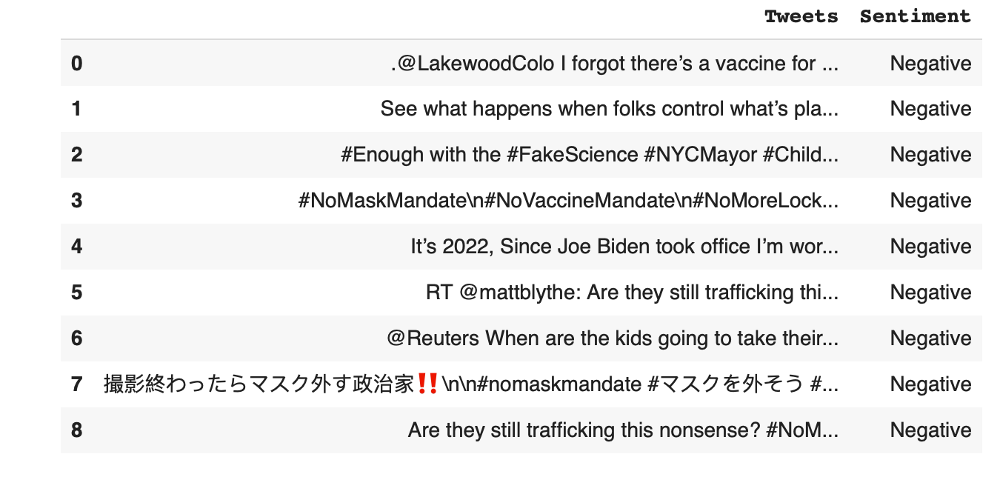 Tweets Sentiment
0 .@LakewoodColo I forgot there’s a vaccine for ... Negative
1 See what happens when folks control what’s pla... Negative
2 #Enough with the #FakeScience #NYCMayor #Child... Negative
3 #NoMaskMandate\n#NoVaccineMandate\n#NoMoreLock... Negative
4 It’s 2022, Since Joe Biden took office I’m wor... Negative
5 RT @mattblythe: Are they still trafficking thi... Negative
6 @Reuters When are the kids going to take their... Negative
7 撮影終わったらマスク外す政治家‼️\n\n#nomaskmandate #マスクを外そう #... Negative
8 Are they still trafficking this nonsense? #NoM... Negative